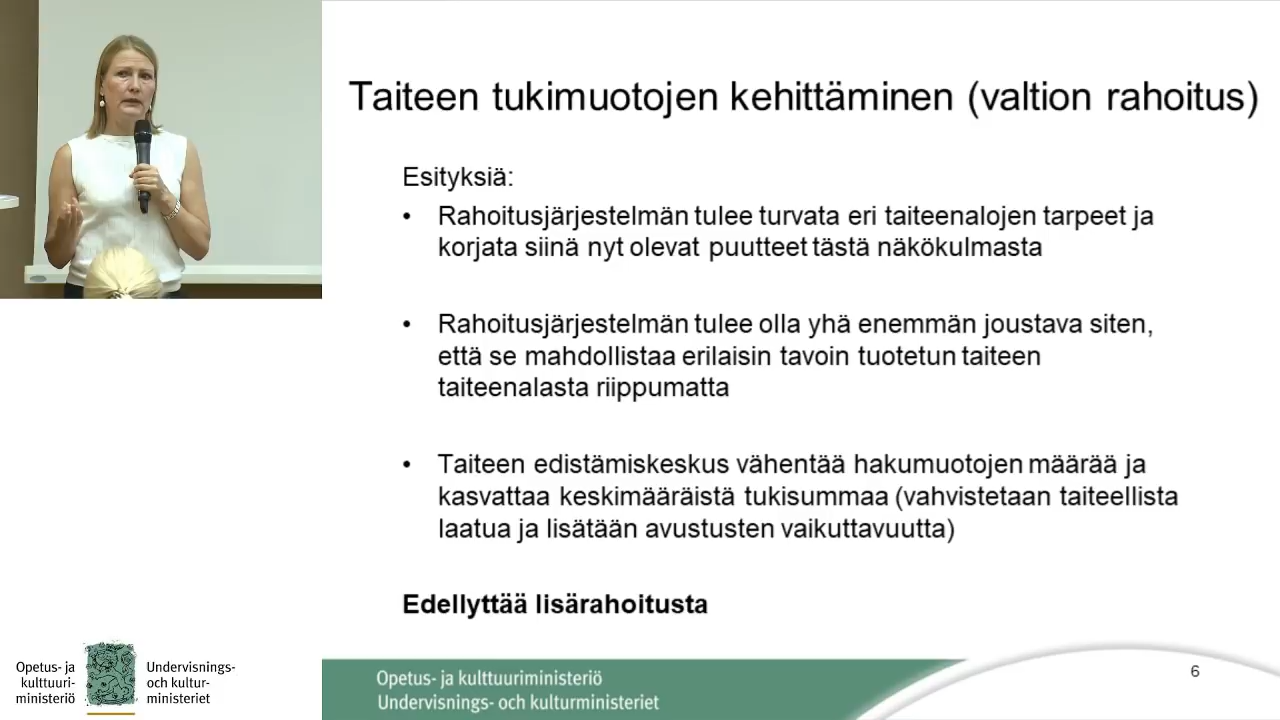 Taiteen tukimuotojen kehittäminen (valtion rahoitus)
Esityksiä:
• Rahoitusjärjestelmän tulee turvata eri taiteenalojen tarpeet ja
korjata siinä nyt olevat puutteet tästä näkökulmasta
• Rahoitusjärjestelmän tulee olla yhä enemmän joustava siten,
että se mahdollistaa erilaisin tavoin tuotetun taiteen
taiteenalasta riippumatta
• Taiteen edistämiskeskus vähentää hakumuotojen määrää ja
kasvattaa keskimääräistä tukisummaa (vahvistetaan taiteellista
laatua ja lisätään avustusten vaikuttavuutta)
Edellyttää lisärahoitusta
Opetus- ja
kulttuuri-
ministeriö
Undervisnings-
och kultur-
ministeriet
Opetus- ja kulttuuriministeriö
Undervisnings- och kulturministeriet
6